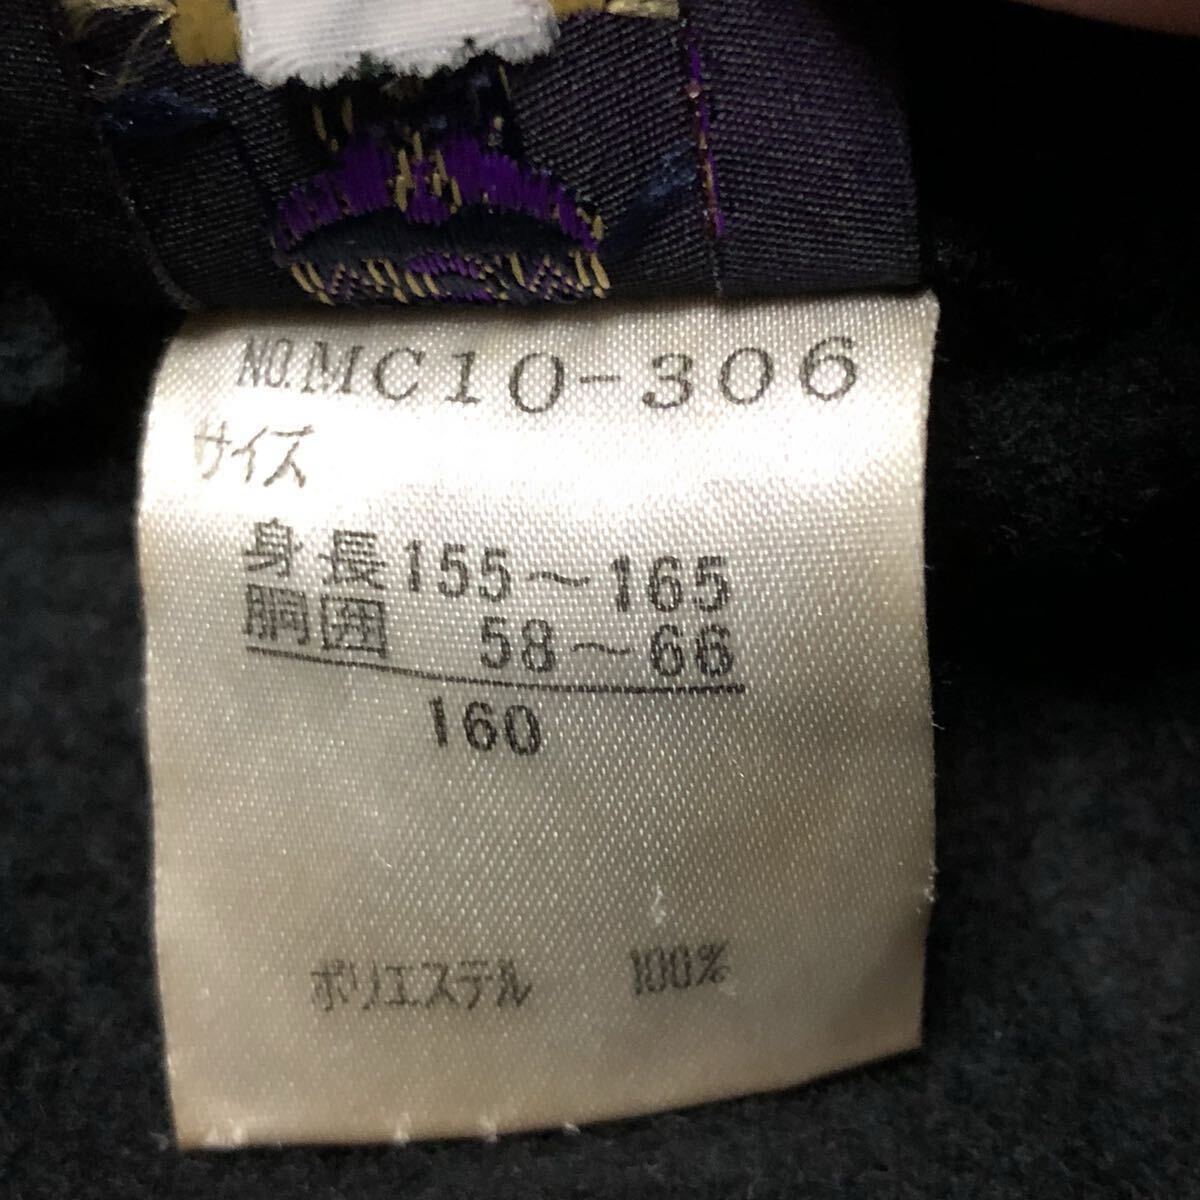 NO.MC10-306
サイズ
身長155～165
胴囲 58～66
160
ポリエステル 100%